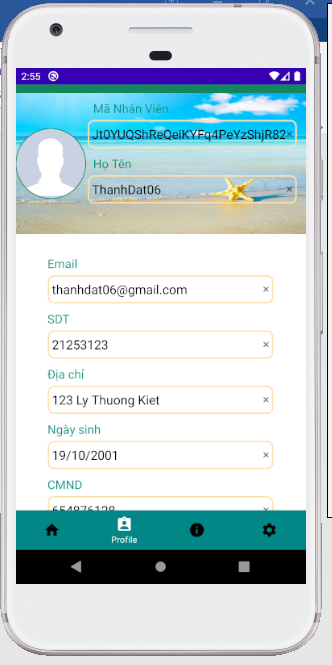 2:55
Mã Nhân Viên
Jt0YUQShReQeiKYFq4PeYzShjR82×
Họ Tên
ThanhDat06 ×
Email
thanhdat06@gmail.com ×
SDT
21253123 ×
Địa chỉ
123 Ly Thuong Kiet ×
Ngày sinh
19/10/2001 ×
CMND
654876128 ×
Profile